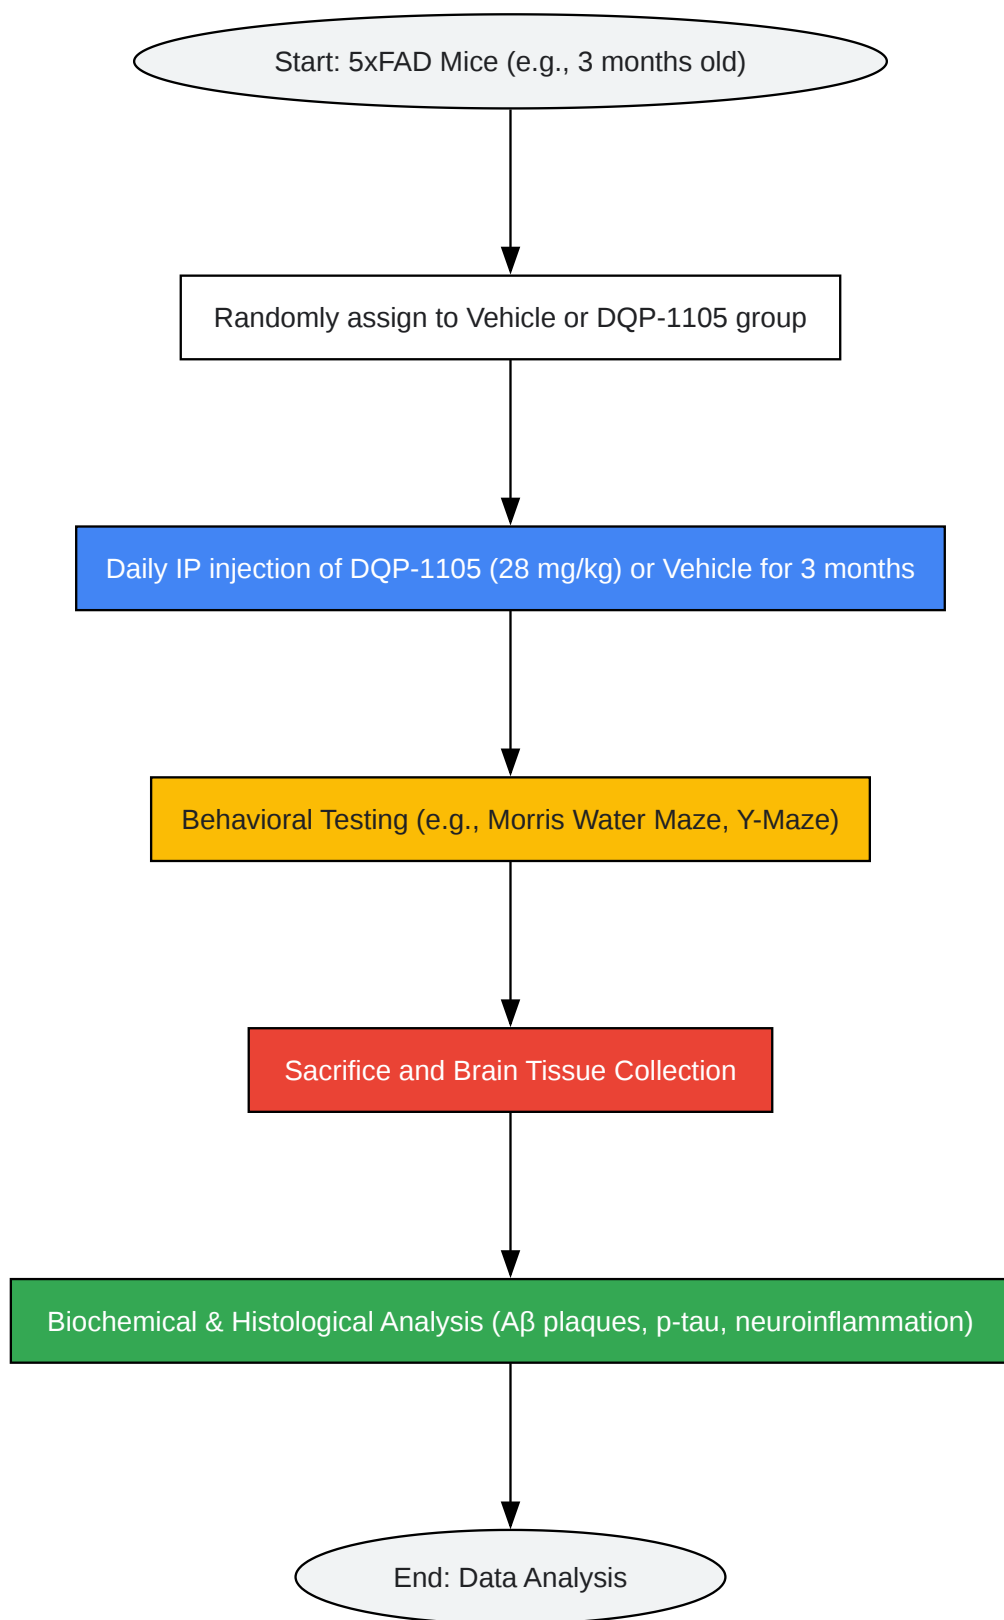 Start: 5xFAD Mice (e.g., 3 months old)
Randomly assign to Vehicle or DQP-1105 group
Daily IP injection of DQP-1105 (28 mg/kg) or Vehicle for 3 months
Behavioral Testing (e.g., Morris Water Maze, Y-Maze)
Sacrifice and Brain Tissue Collection
Biochemical & Histological Analysis (Aβ plaques, p-tau, neuroinflammation)
End: Data Analysis